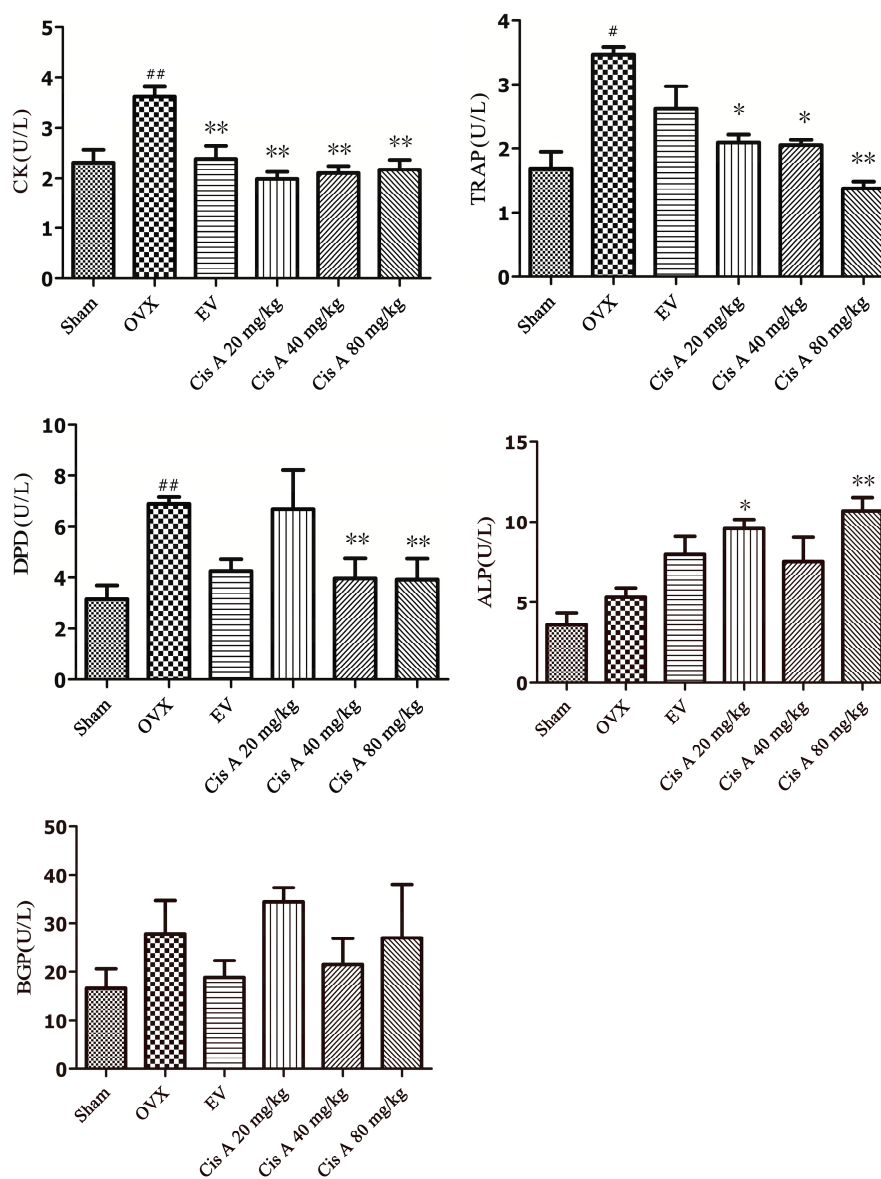 CK(U/L)
5
4
3
2
1
0
##
**
**
**
**
Sham
OVX
EV
Cis A 20 mg/kg
Cis A 40 mg/kg
Cis A 80 mg/kg
TRAP(U/L)
4
3
2
1
0
#
*
*
**
Sham
OVX
EV
Cis A 20 mg/kg
Cis A 40 mg/kg
Cis A 80 mg/kg
DPD(U/L)
10
8
6
4
2
0
##
**
**
Sham
OVX
EV
Cis A 20 mg/kg
Cis A 40 mg/kg
Cis A 80 mg/kg
ALP(U/L)
15
10
5
0
*
**
Sham
OVX
EV
Cis A 20 mg/kg
Cis A 40 mg/kg
Cis A 80 mg/kg
BGP(U/L)
50
40
30
20
10
0
Sham
OVX
EV
Cis A 20 mg/kg
Cis A 40 mg/kg
Cis A 80 mg/kg